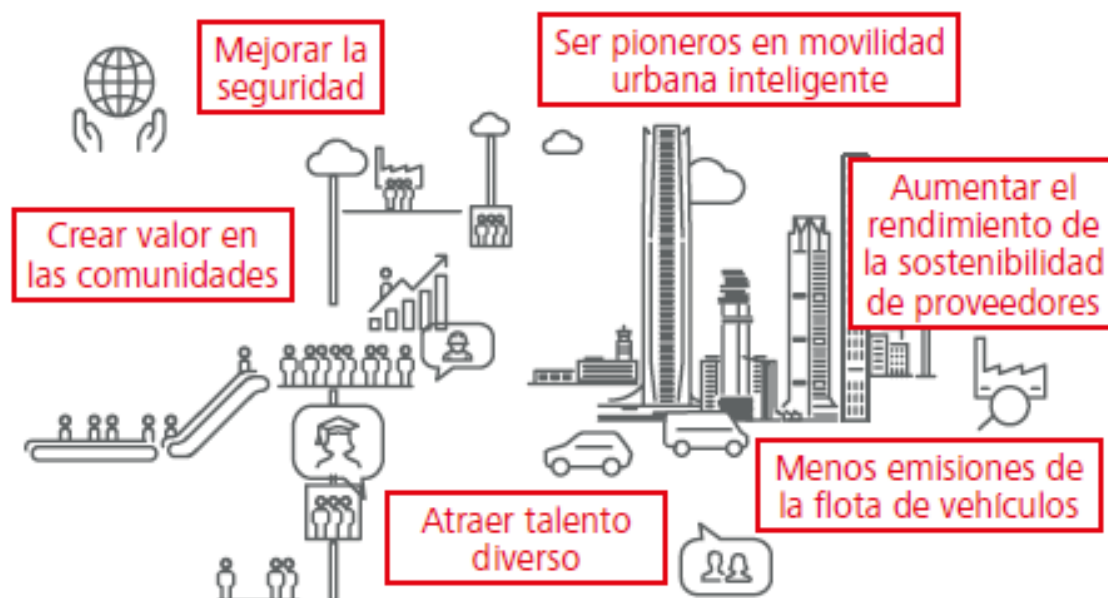 Mejorar la
seguridad
Ser pioneros en movilidad
urbana inteligente
Crear valor en
las comunidades
Aumentar el
rendimiento de
la sostenibilidad
de proveedores
Menos emisiones de
la flota de vehículos
Atraer talento
diverso